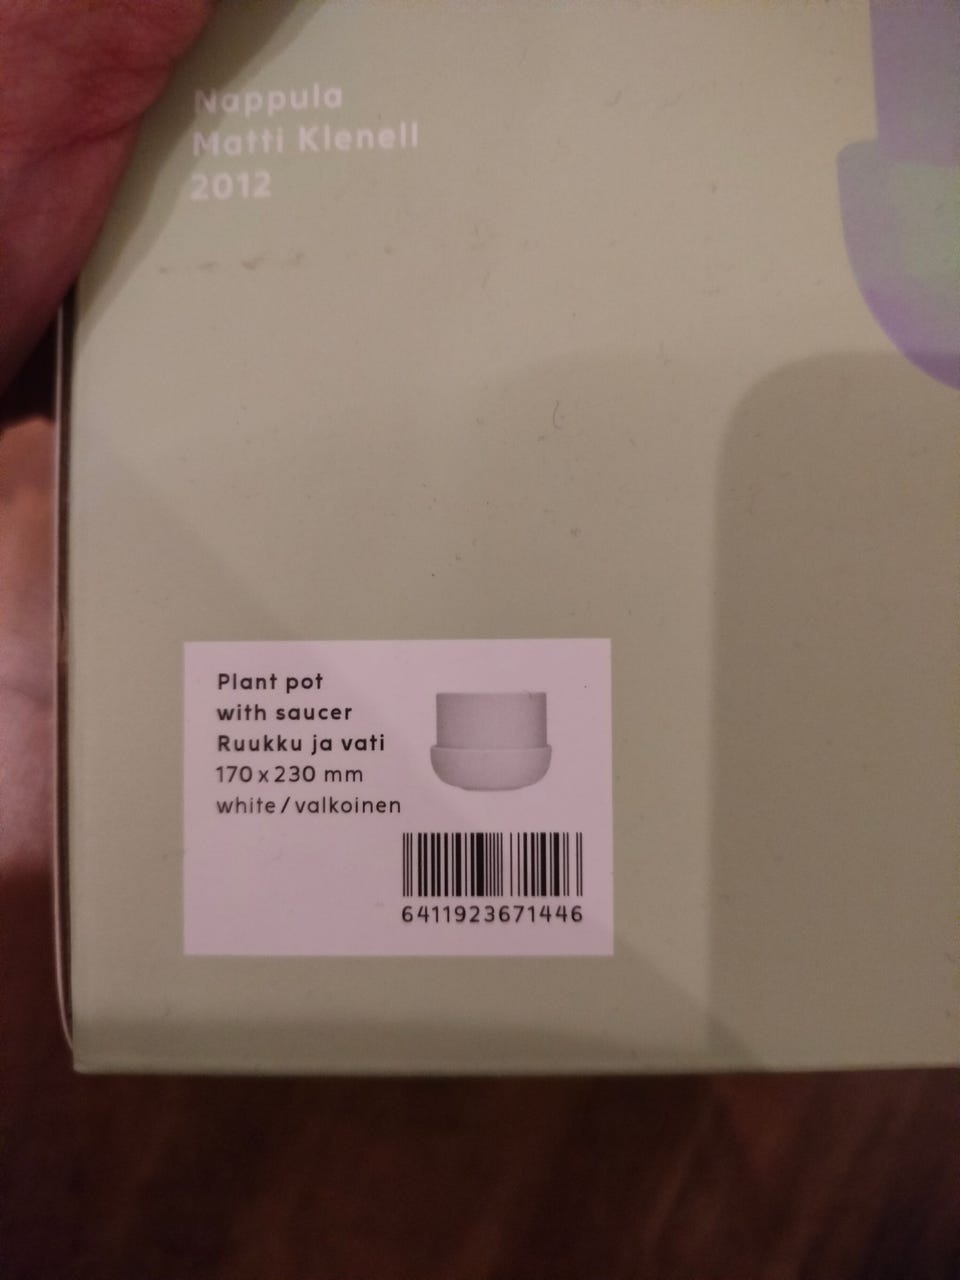 Nappula
Matti Klenell
2012
Plant pot
with saucer
Ruukku ja vati
170 x 230 mm
white / valkoinen
6411923671446